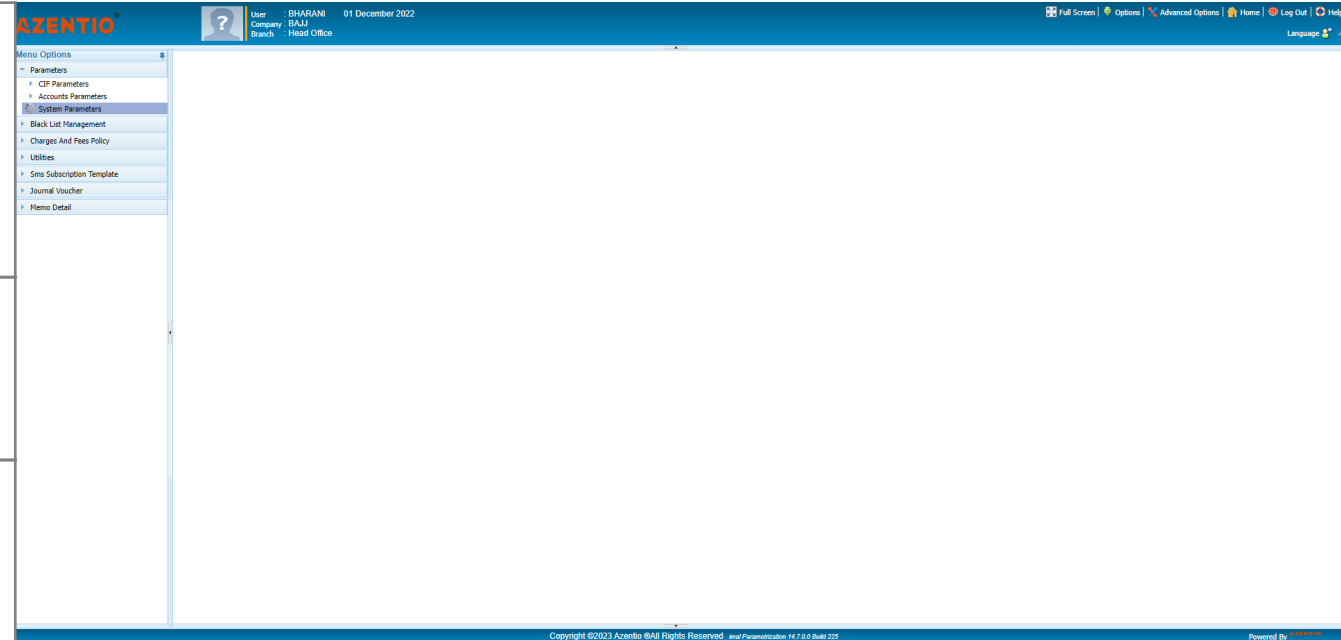 AZENTIO
User : BHARANI 01 December 2022
Company : BAJJ
Branch : Head Office
Full Screen | Options | Advanced Options | Home | Log Out | Help
Language
Menu Options
Parameters
CIF Parameters
Accounts Parameters
System Parameters
Black List Management
Charges And Fees Policy
Utilities
Sms Subscription Template
Journal Voucher
Memo Detail
Copyright ©2023 Azentio ®All Rights Reserved imal Parametrization 14.7.0.0 Build 225
Powered By AZENTIO